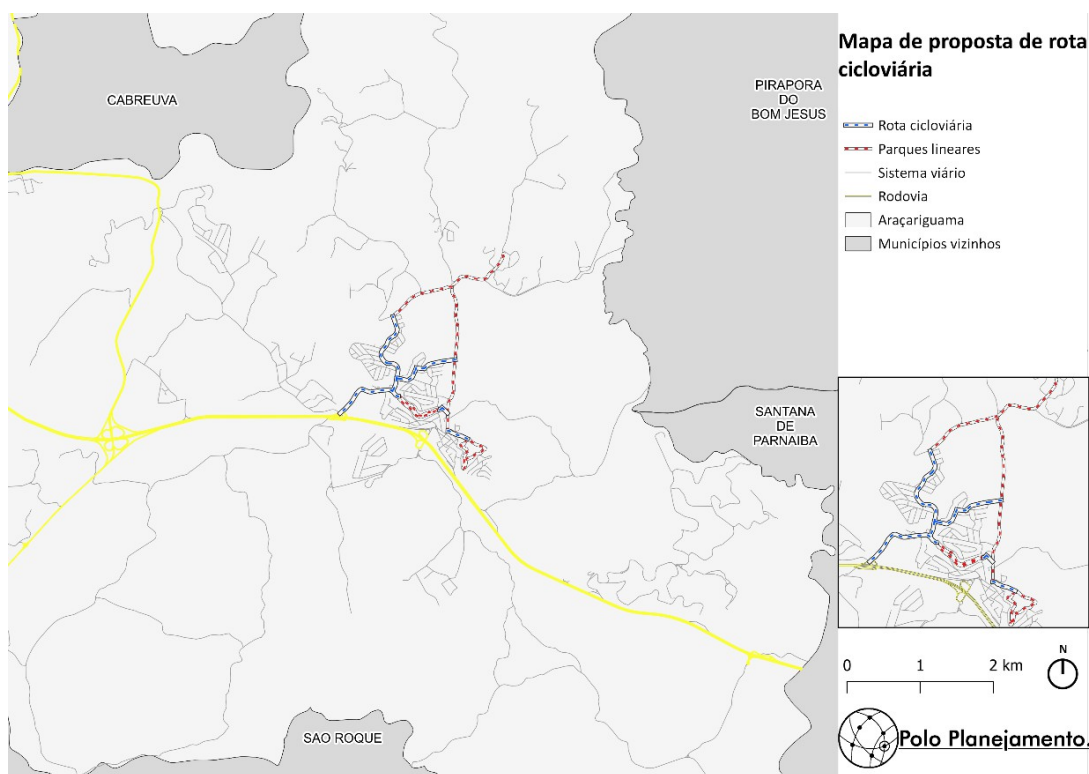 CABREUVA
PIRAPORA
DO
BOM JESUS
SANTANA
DE
PARNAIBA
SAO ROQUE
Mapa de proposta de rota
cicloviária
Rota cicloviária
Parques lineares
Sistema viário
Rodovia
Araçariguama
Municípios vizinhos
0 1 2 km
N
Polo Planejamento.